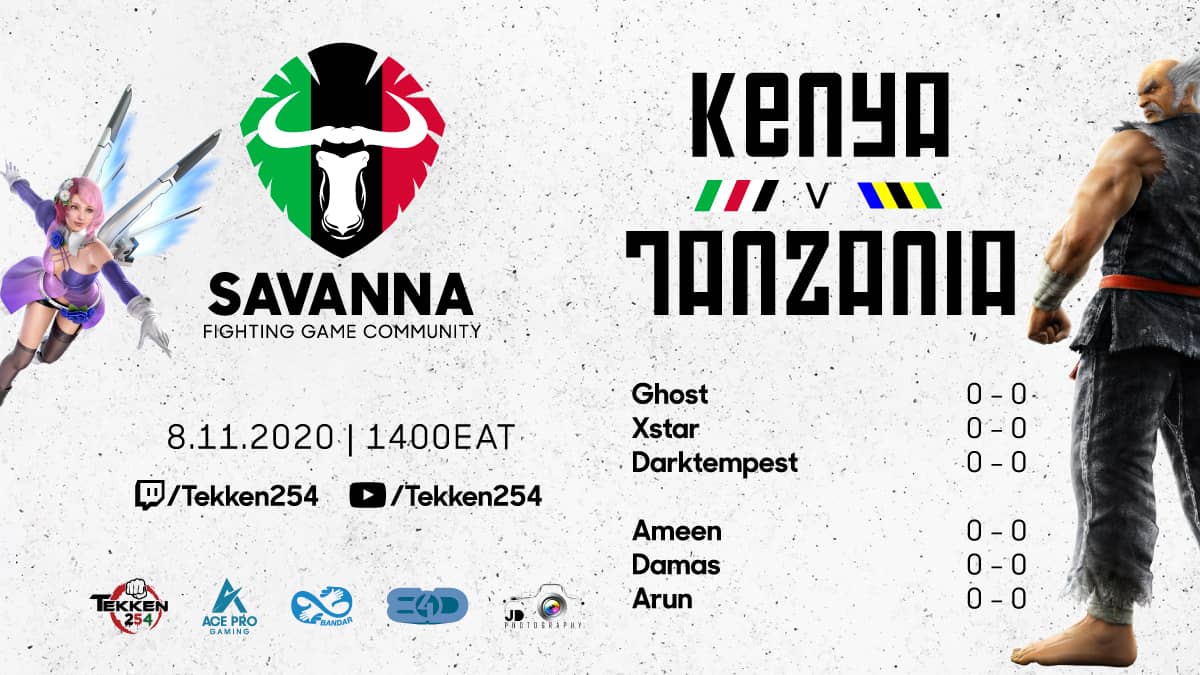 SAVANNA
FIGHTING GAME COMMUNITY
8.11.2020 | 1400EAT
/Tekken254 /Tekken254
TEKKEN
254
ACE PRO
GAMING
BANDAR
E4D
JD
PHOTOGRAPHY
KENYA
V
TANZANIA
Ghost 0 - 0
Xstar 0 - 0
Darktempest 0 - 0
Ameen 0 - 0
Damas 0 - 0
Arun 0 - 0